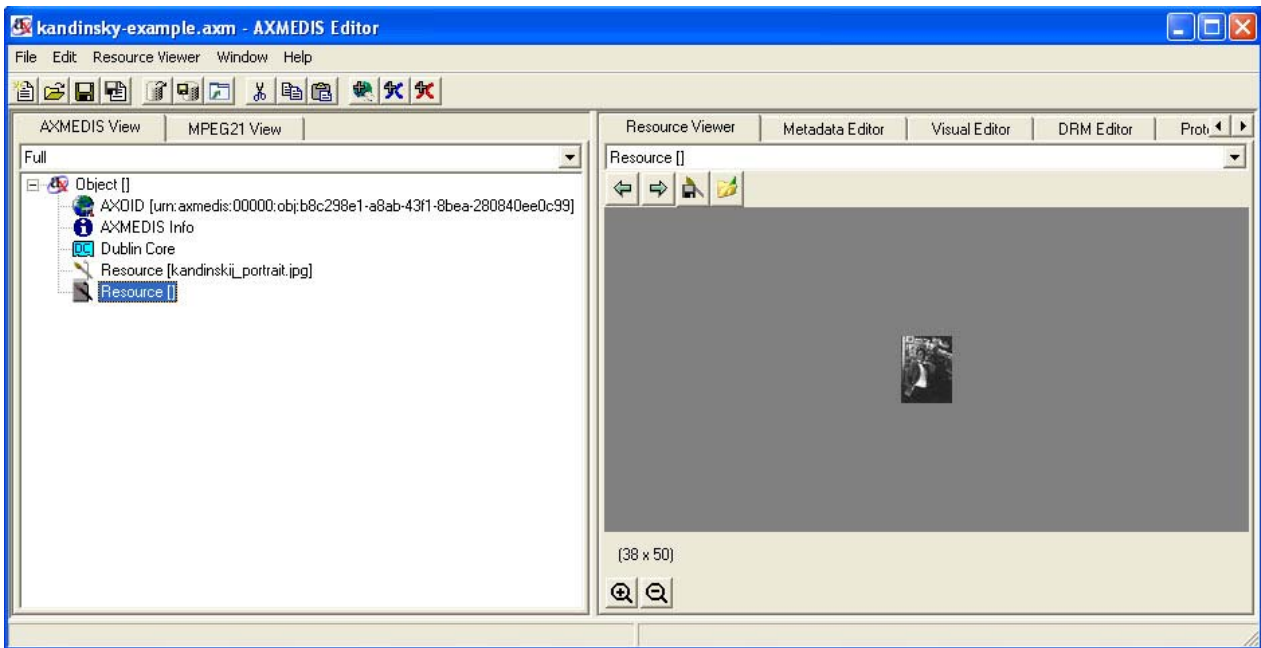 kandinsky-example.axm - AXMEDIS Editor
File Edit Resource Viewer Window Help
AXMEDIS View MPEG21 View
Full
Object []
AXOID [urn:axmedis:00000:obj:b8c298e1-a8ab-43f1-8bea-280840ee0c99]
AXMEDIS Info
DC Dublin Core
Resource [kandinskij_portrait.jpg]
Resource []
Resource Viewer Metadata Editor Visual Editor DRM Editor
Resource []
(38 x 50)